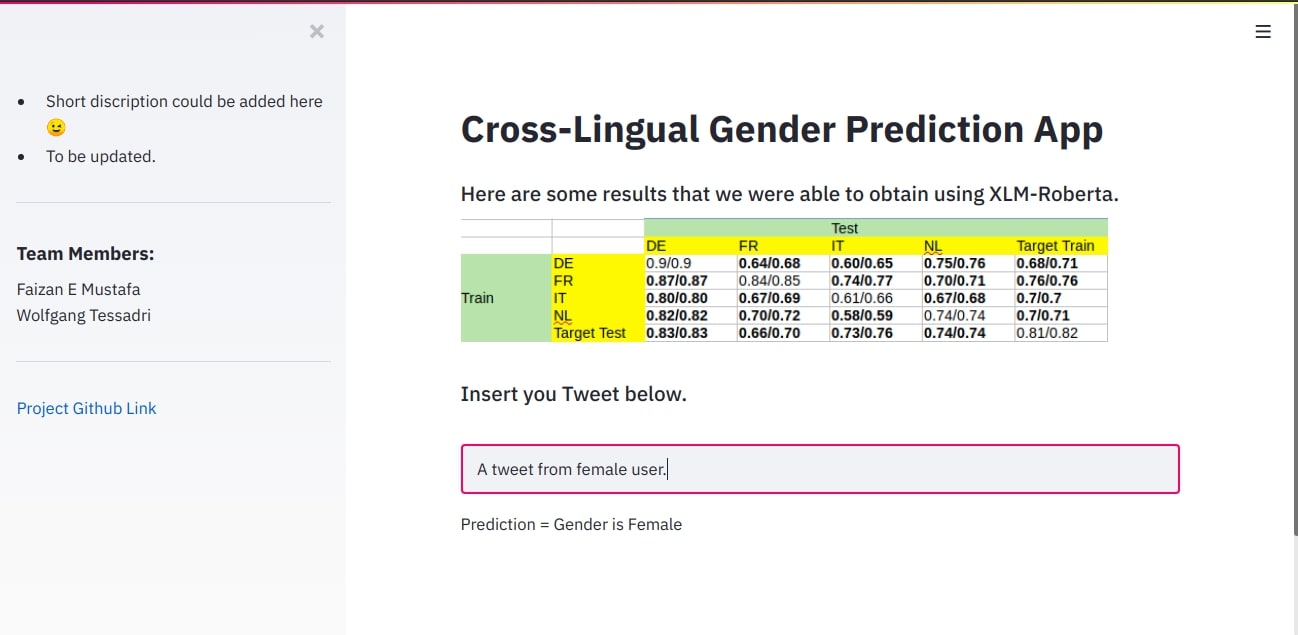 Short discription could be added here
😉
To be updated.
Team Members:
Faizan E Mustafa
Wolfgang Tessadri
Project Github Link
Cross-Lingual Gender Prediction App
Here are some results that we were able to obtain using XLM-Roberta.
Test
DE FR IT NL Target Train
DE 0.9/0.9 0.64/0.68 0.60/0.65 0.75/0.76 0.68/0.71
FR 0.87/0.87 0.84/0.85 0.74/0.77 0.70/0.71 0.76/0.76
Train IT 0.80/0.80 0.67/0.69 0.61/0.66 0.67/0.68 0.7/0.7
NL 0.82/0.82 0.70/0.72 0.58/0.59 0.74/0.74 0.7/0.71
Target Test 0.83/0.83 0.66/0.70 0.73/0.76 0.74/0.74 0.81/0.82
Insert you Tweet below.
A tweet from female user.
Prediction = Gender is Female